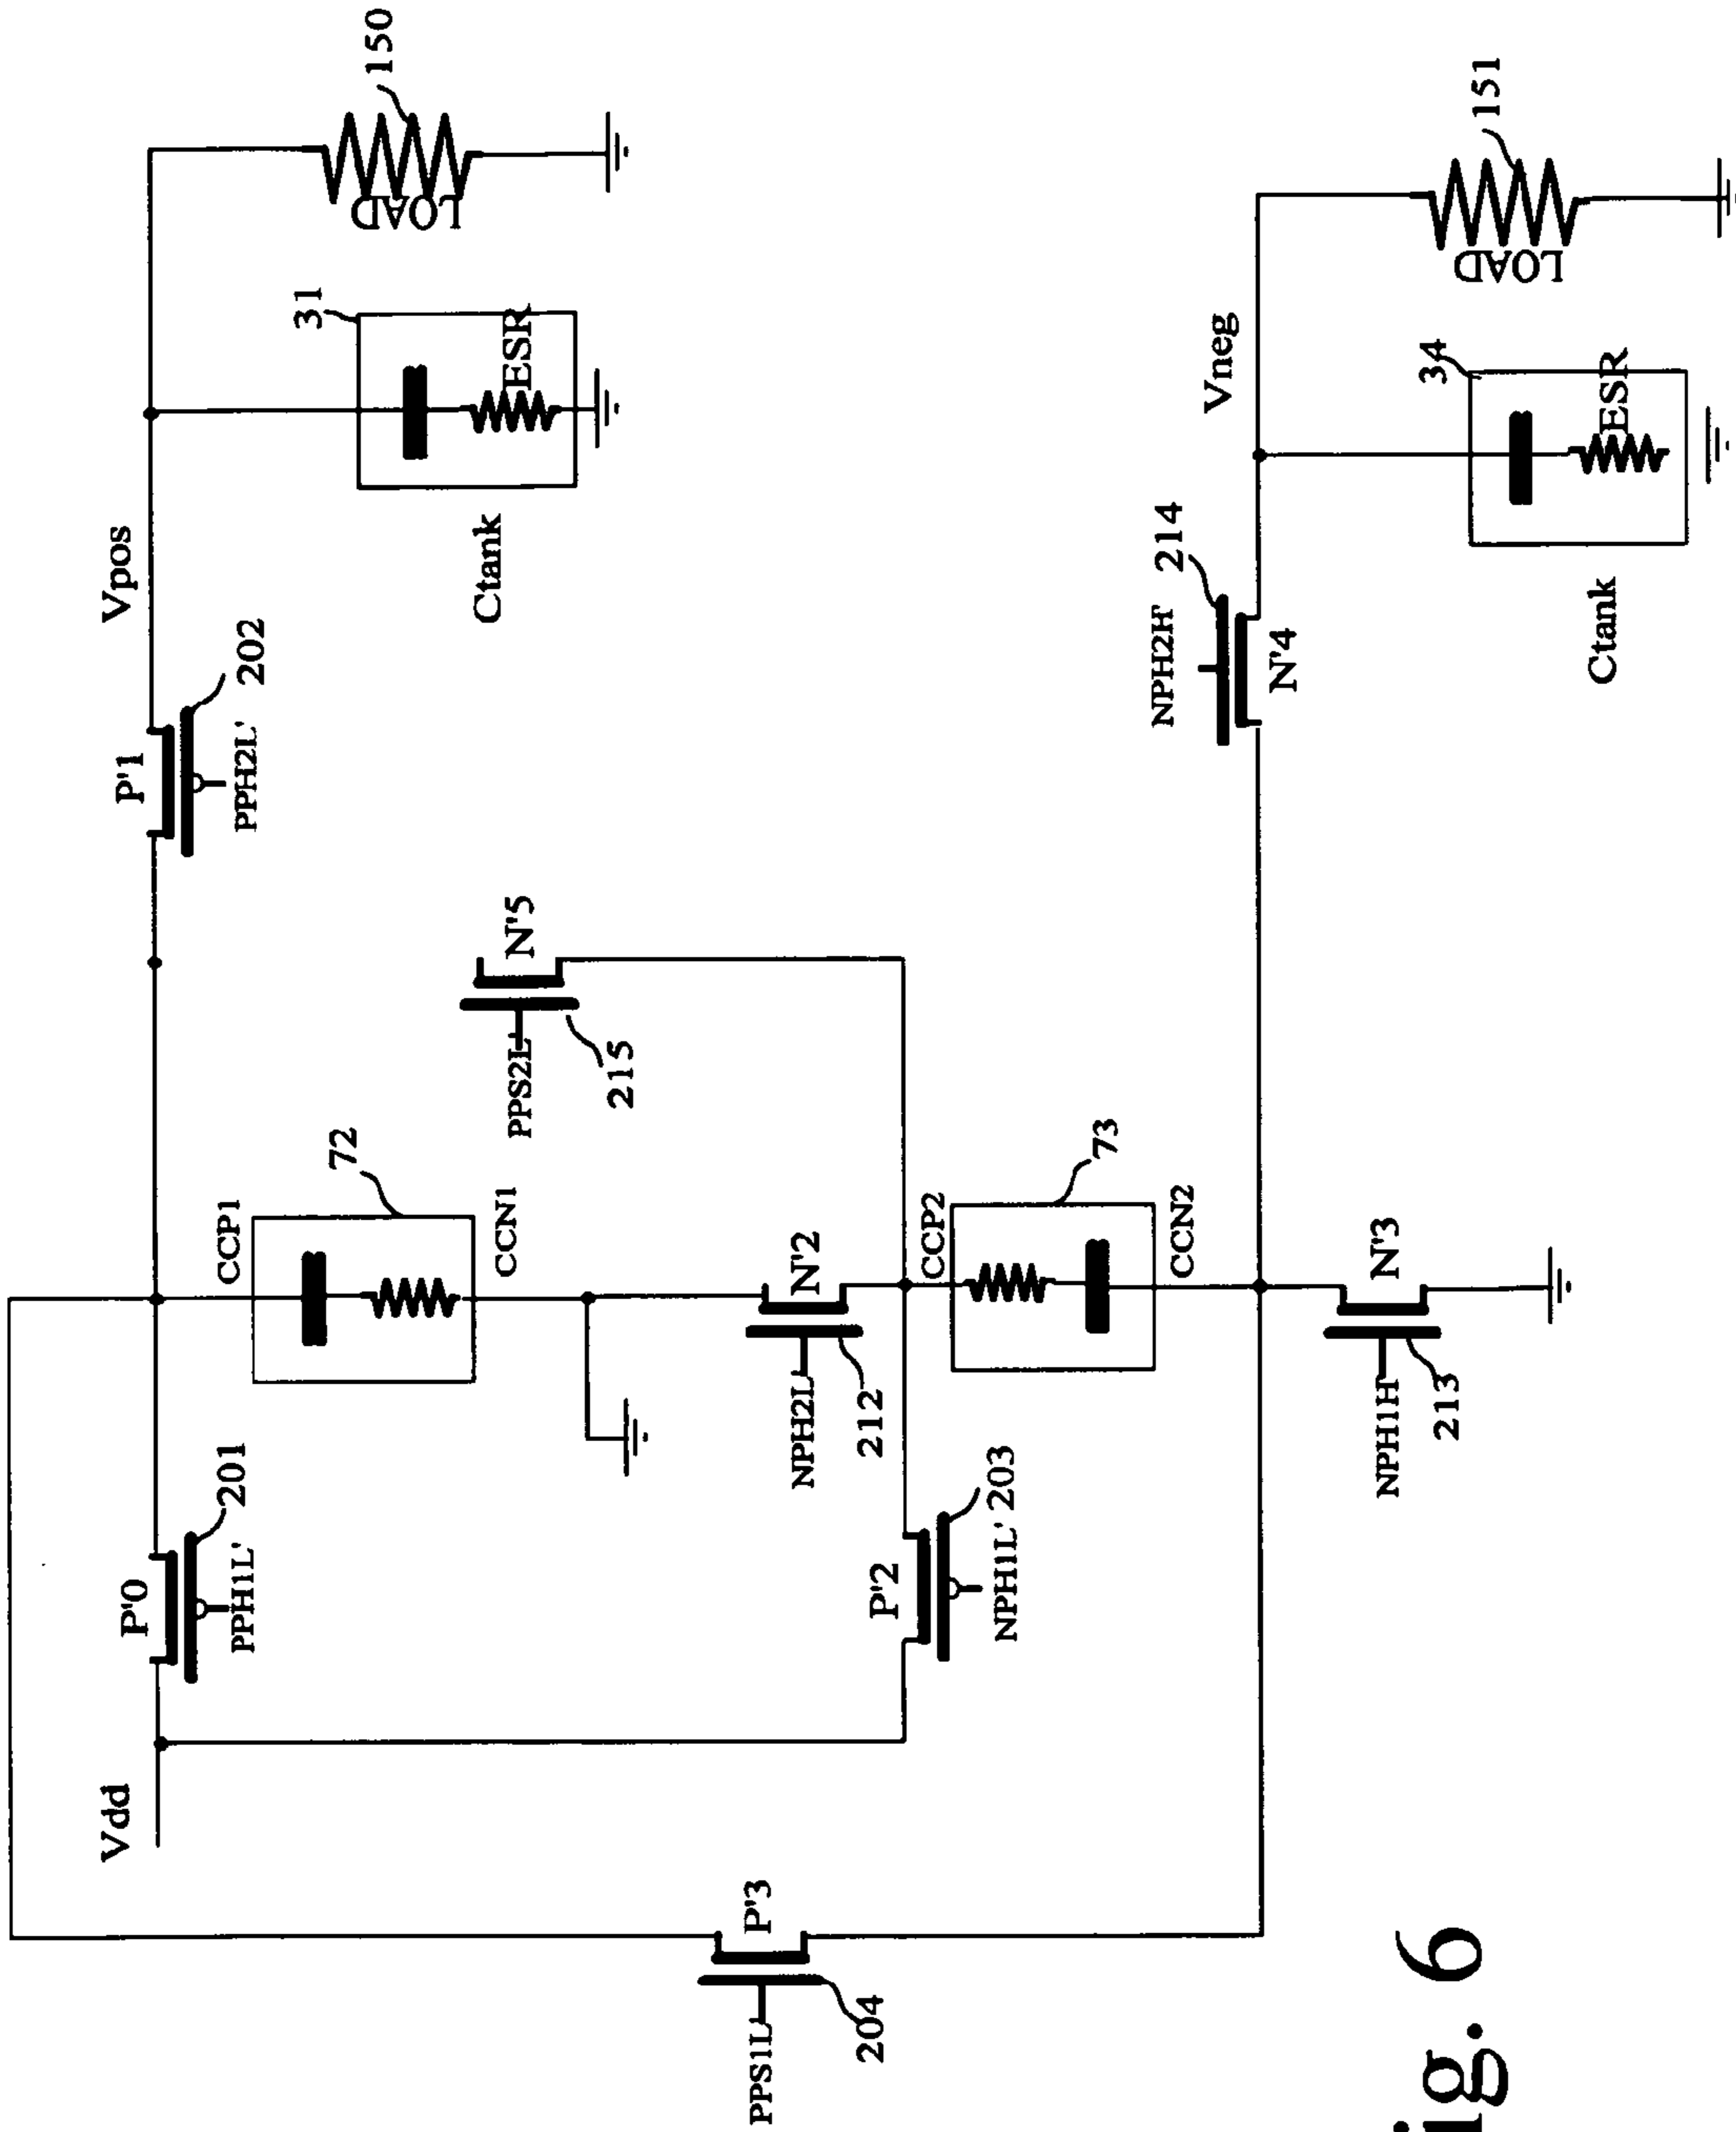 Vdd
P'0
PPH1L'
201
CCP1
72
CCN1
P'1
PPH2L'
202
Vpos
31
ESR
Ctank
LOAD
150
N'5
PPS2L'
215
N'2
NPH2L'
212
P'2
NPH1L'
203
CCP2
73
CCN2
P'3
PPS1L'
204
N'3
NPH1H
213
NPH2H'
214
N'4
Vneg
34
ESR
Ctank
LOAD
151
ig. 6